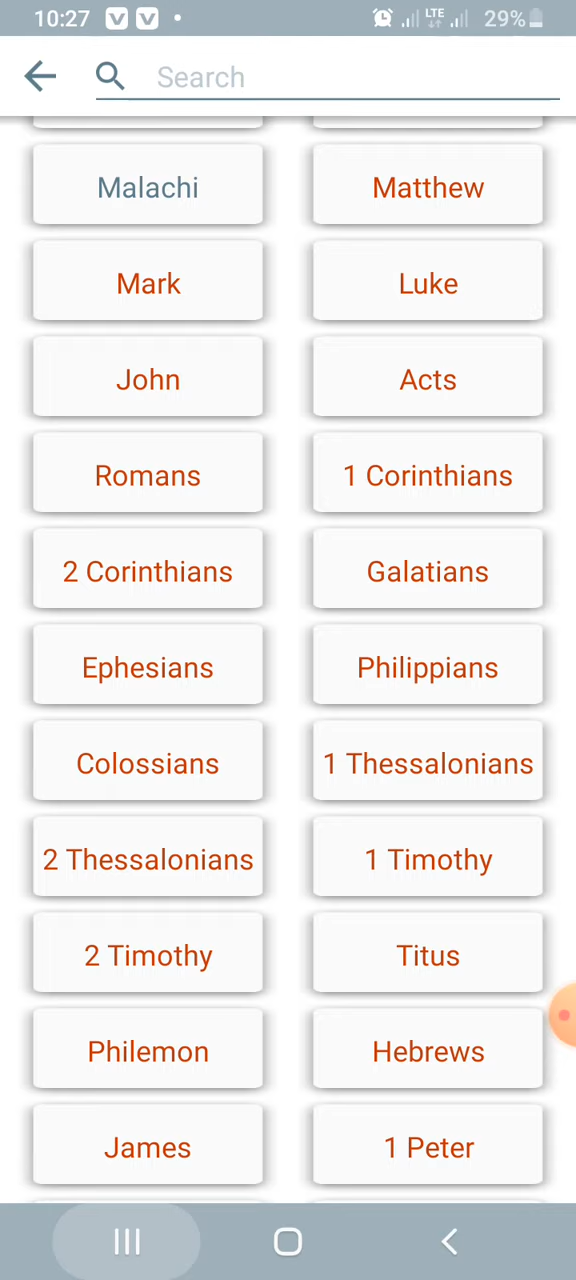 10:27 LTE 29%
Search
Malachi Matthew
Mark Luke
John Acts
Romans 1 Corinthians
2 Corinthians Galatians
Ephesians Philippians
Colossians 1 Thessalonians
2 Thessalonians 1 Timothy
2 Timothy Titus
Philemon Hebrews
James 1 Peter